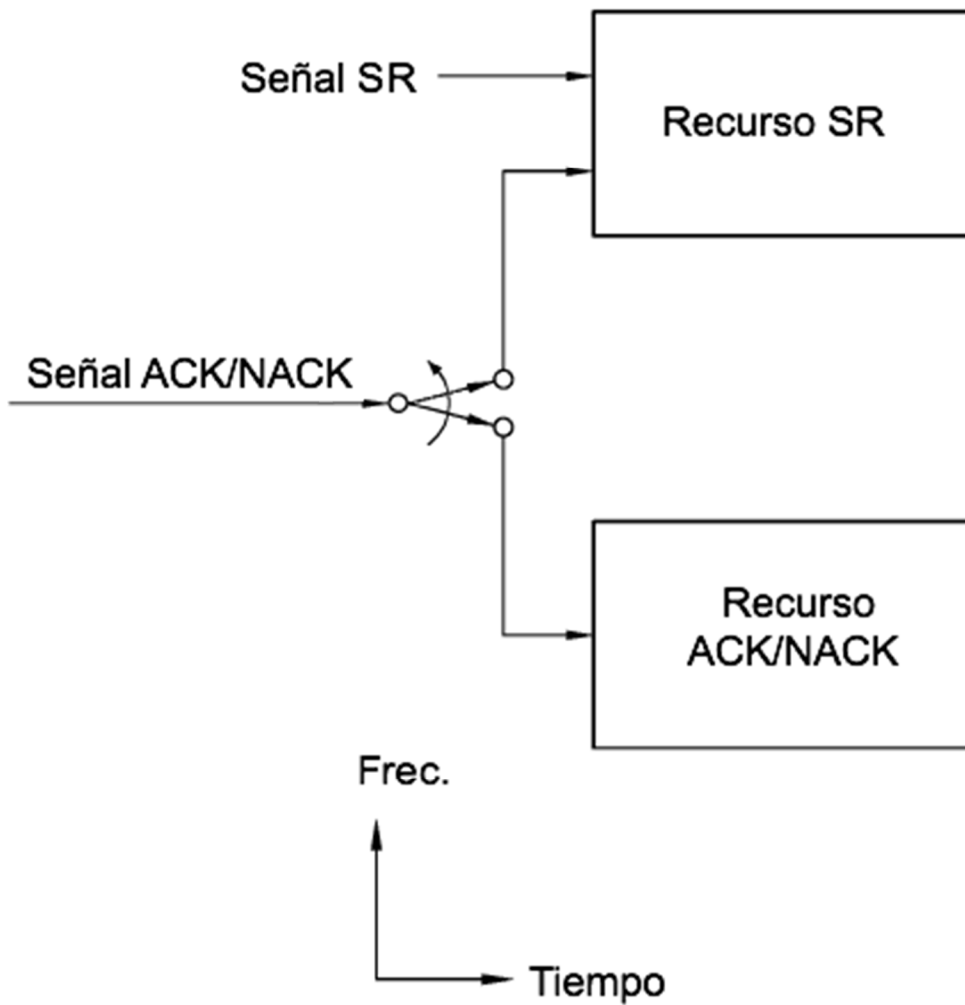 Señal SR
Recurso SR
Señal ACK/NACK
Recurso
ACK/NACK
Frec.
Tiempo